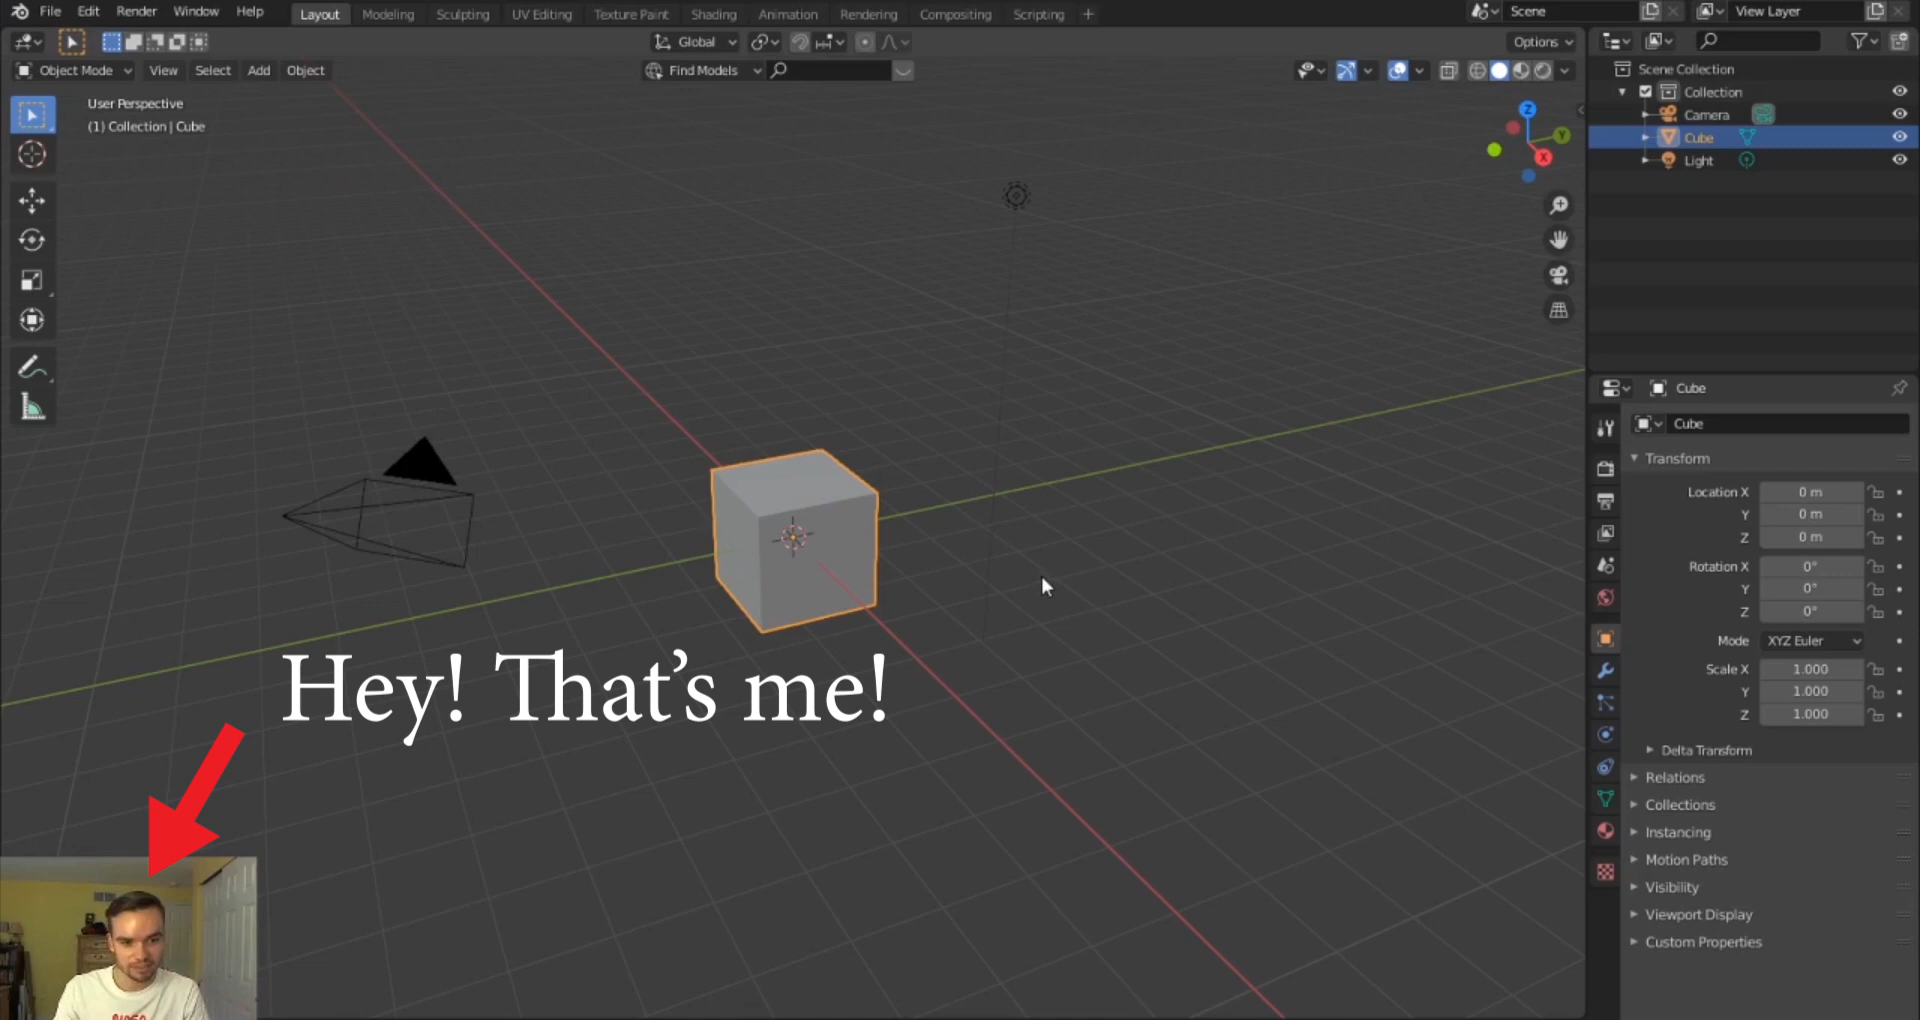 File Edit Render Window Help
Layout Modeling Sculpting UV Editing Texture Paint Shading Animation Rendering Compositing Scripting +
Scene
View Layer
Global
Options
Object Mode View Select Add Object
Find Models
User Perspective
(1) Collection | Cube
Z
Y
X
Scene Collection
Collection
Camera
Cube
Light
Cube
Cube
Transform
Location X 0 m
Y 0 m
Z 0 m
Rotation X 0°
Y 0°
Z 0°
Mode XYZ Euler
Scale X 1.000
Y 1.000
Z 1.000
Delta Transform
Relations
Collections
Instancing
Motion Paths
Visibility
Viewport Display
Custom Properties
Hey! That's me!